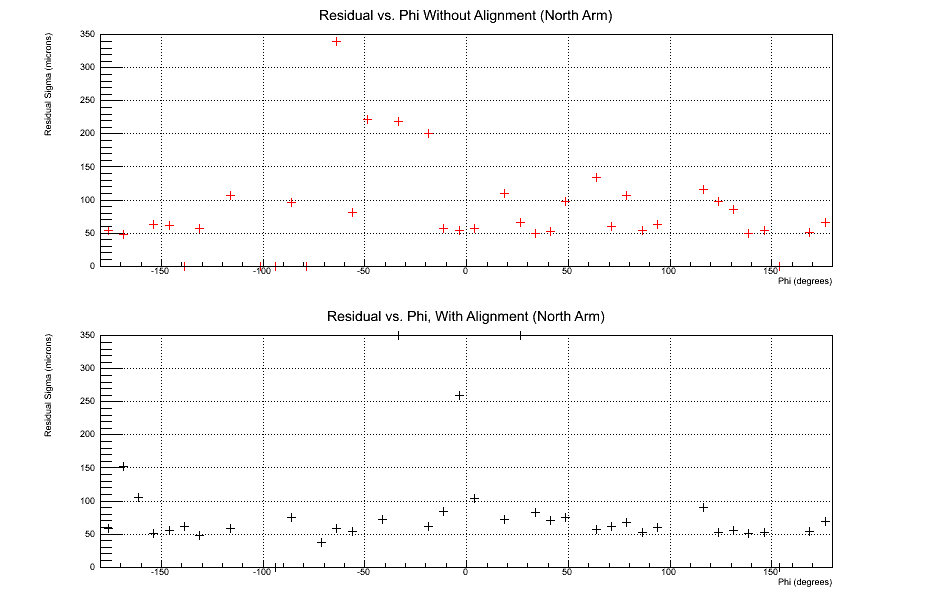 Residual vs. Phi Without Alignment (North Arm)
Residual Sigma (microns)
350
300
250
200
150
100
50
0
-150 -100 -50 0 50 100 150
Phi (degrees)
Residual vs. Phi, With Alignment (North Arm)
Residual Sigma (microns)
350
300
250
200
150
100
50
0
-150 -100 -50 0 50 100 150
Phi (degrees)